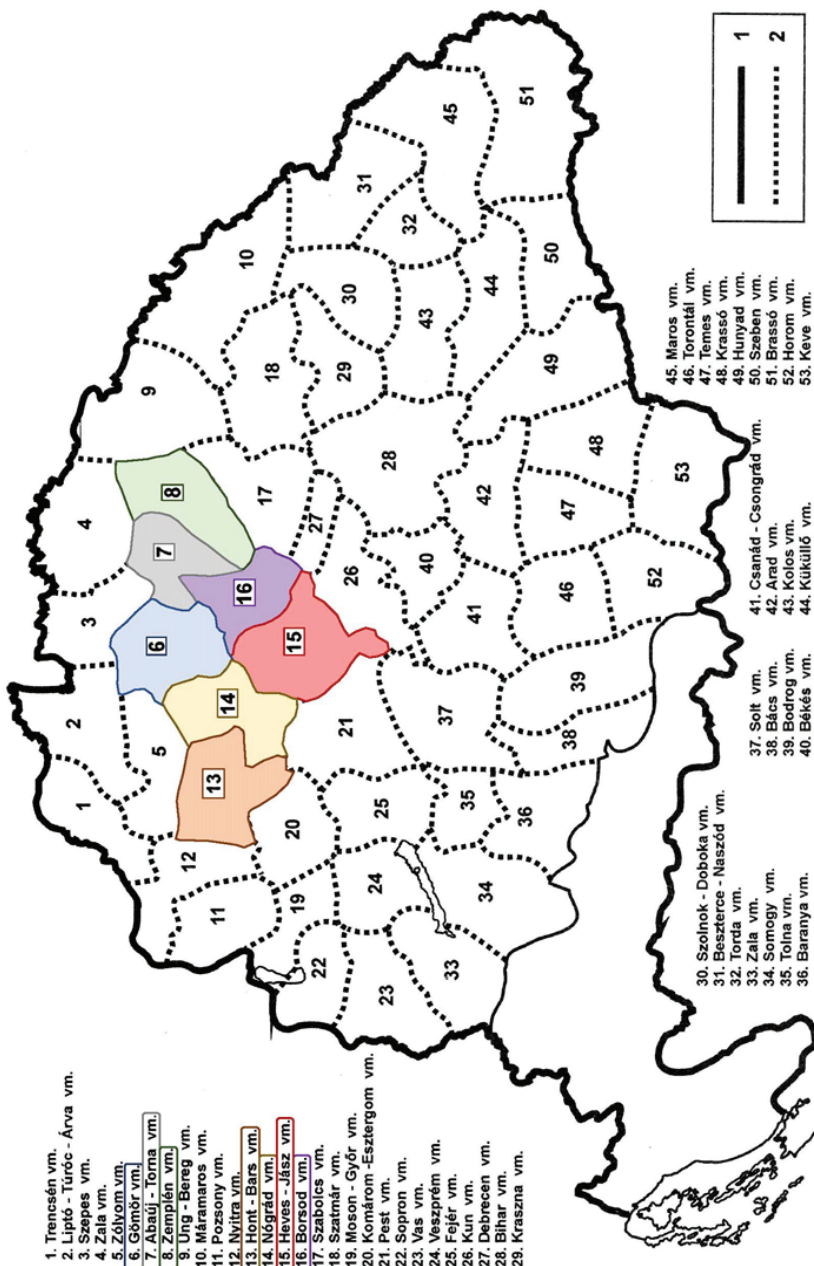 1. Trencsén vm.
2. Liptó - Túróc - Árva vm.
3. Szepes vm.
4. Zala vm.
5. Zólyom vm.
6. Gömör vm.
7. Abaúj - Torna vm.
8. Zemplén vm.
9. Ung - Bereg vm.
10. Máramaros vm.
11. Pozsony vm.
12. Nyitra vm.
13. Hont - Bars vm.
14. Nográd vm.
15. Heves - Jász vm.
16. Borsod vm.
17. Szabolcs vm.
18. Szatmár vm.
19. Moson - Győr vm.
20. Komárom -Esztergom vm.
21. Pest vm.
22. Sopron vm.
23. Vas vm.
24. Veszprém vm.
25. Fejér vm.
26. Kun vm.
27. Debrecen vm.
28. Bihar vm.
29. Kraszna vm.
30. Szolnok - Doboka vm.
31. Beszterce - Naszód vm.
32. Torda vm.
33. Zala vm.
34. Somogy vm.
35. Tolna vm.
36. Baranya vm.
37. Solt vm.
38. Bács vm.
39. Bodrog vm.
40. Békés vm.
41. Csanád - Csongrád vm.
42. Arad vm.
43. Kolos vm.
44. Küküllő vm.
45. Maros vm.
46. Torontál vm.
47. Temes vm.
48. Krassó vm.
49. Hunyad vm.
50. Szeben vm.
51. Brassó vm.
52. Horom vm.
53. Keve vm.
1
2
3
4
5
6
7
8
9
10
11
12
13
14
15
16
17
18
19
20
21
22
23
24
25
26
27
28
29
30
31
32
33
34
35
36
37
38
39
40
41
42
43
44
45
46
47
48
49
50
51
52
53
1
2